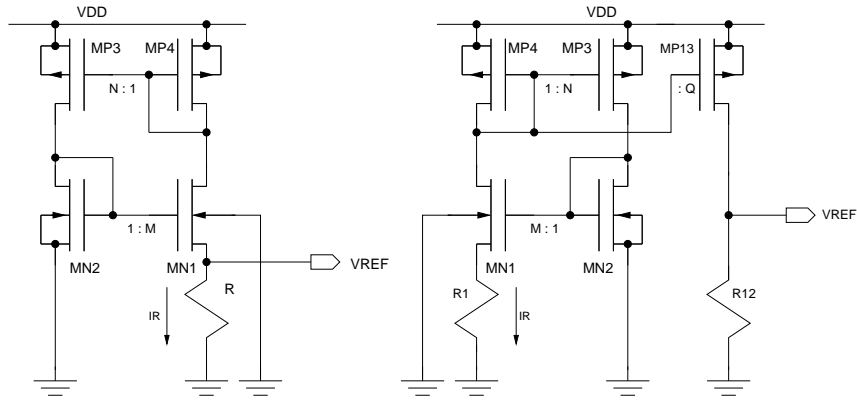 VDD
MP3
MP4
N : 1
1 : M
MN2
MN1
R
IR
VREF
VDD
MP4
MP3
MP13
1 : N
: Q
M : 1
MN1
MN2
R1
IR
R12
VREF